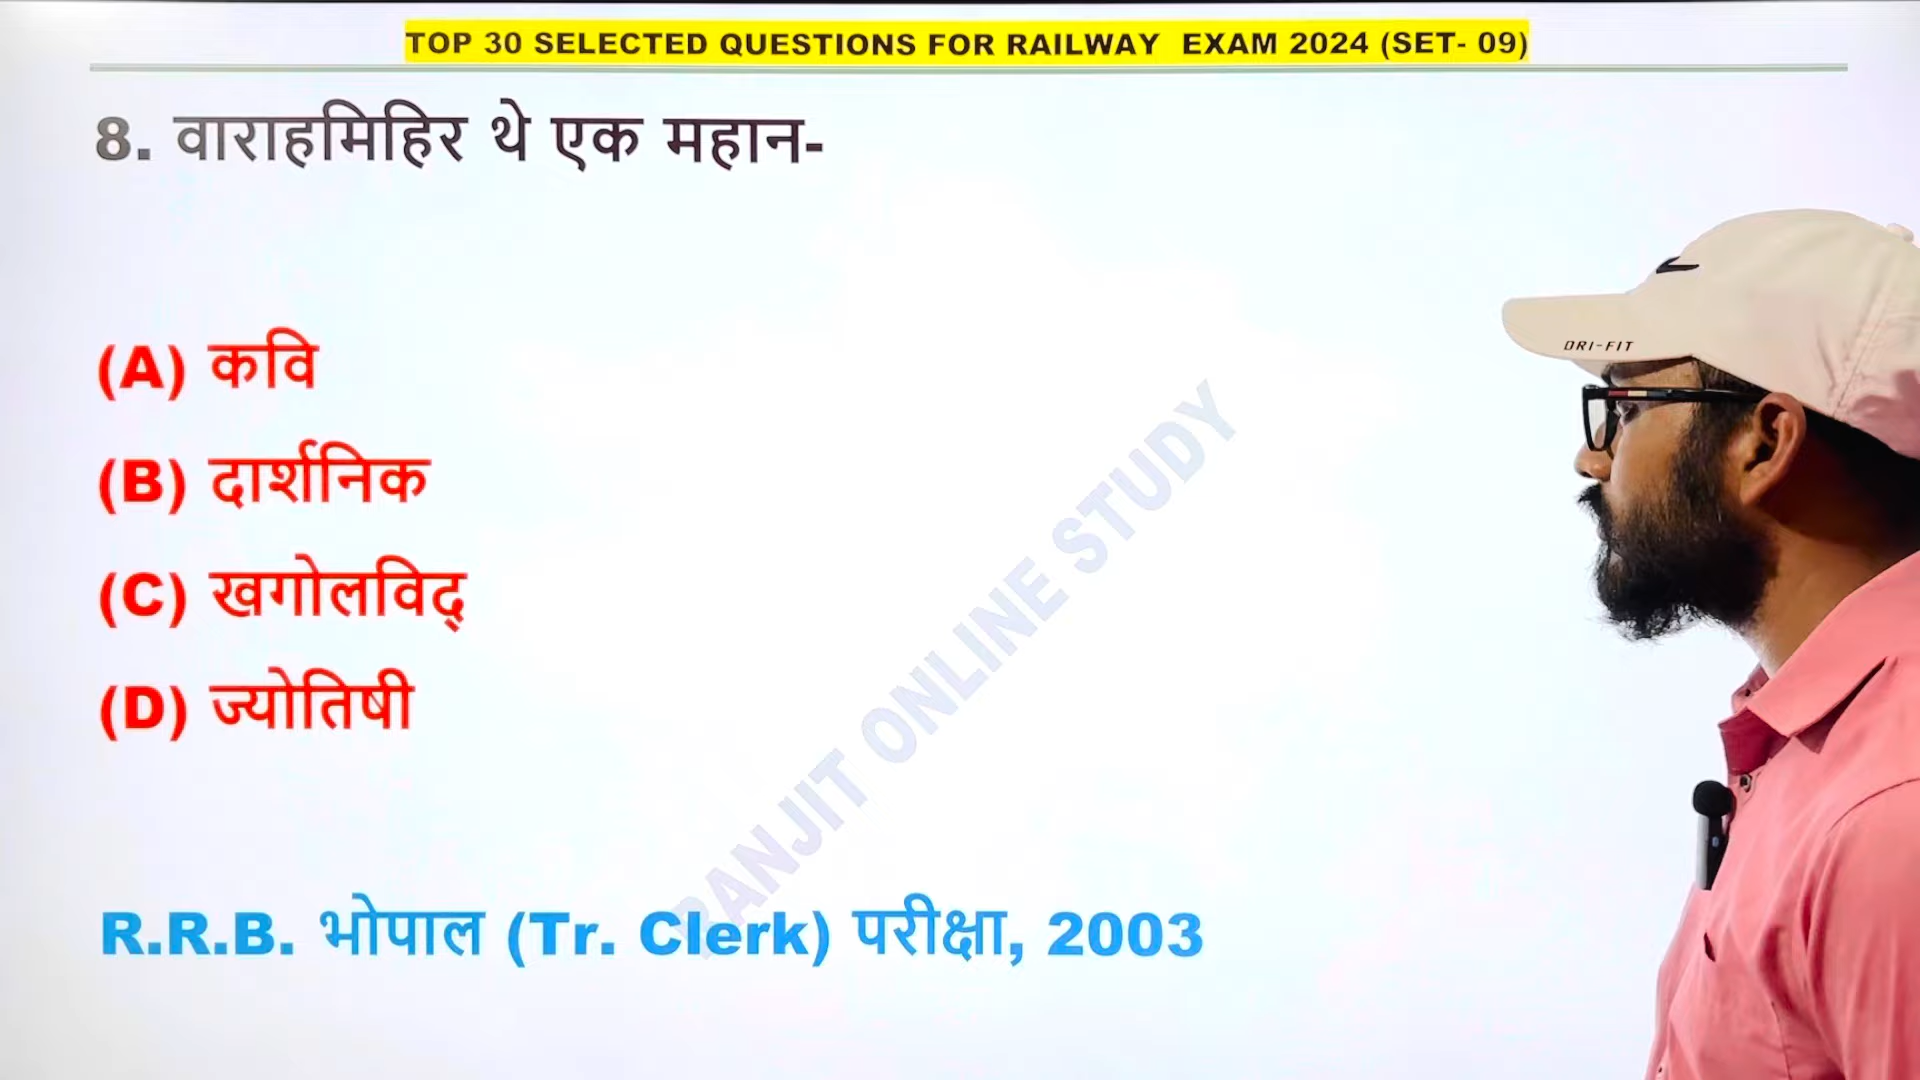 TOP 30 SELECTED QUESTIONS FOR RAILWAY EXAM 2024 (SET- 09)
8. वाराहमिहिर थे एक महान-
(A) कवि
(B) दार्शनिक
(C) खगोलविद्
(D) ज्योतिषी
RANJIT ONLINE STUDY
R.R.B. भोपाल (Tr. Clerk) परीक्षा, 2003
DRI-FIT